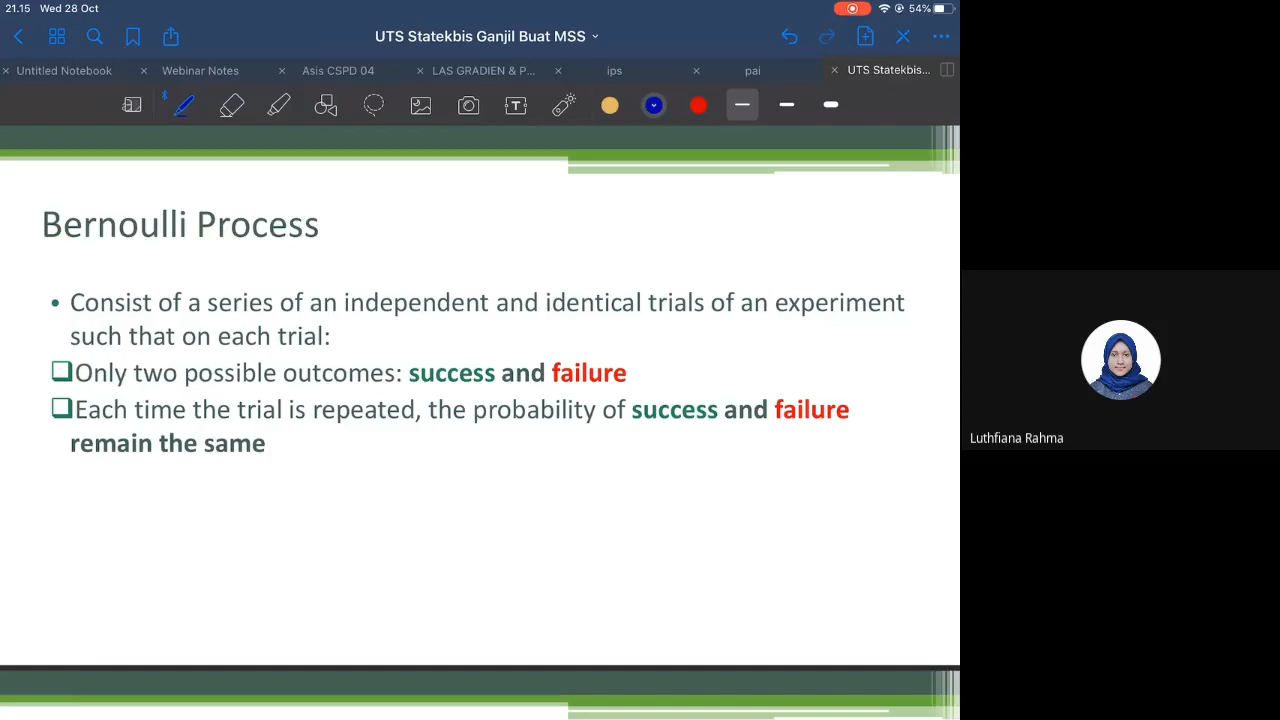 21.15 Wed 28 Oct
54%
UTS Statekbis Ganjil Buat MSS
Untitled Notebook
Webinar Notes
Asis CSPD 04
LAS GRADIEN & P...
ips
pai
UTS Statekbis...
Bernoulli Process
• Consist of a series of an independent and identical trials of an experiment
such that on each trial:
❑Only two possible outcomes: success and failure
❑Each time the trial is repeated, the probability of success and failure
remain the same
Luthfiana Rahma